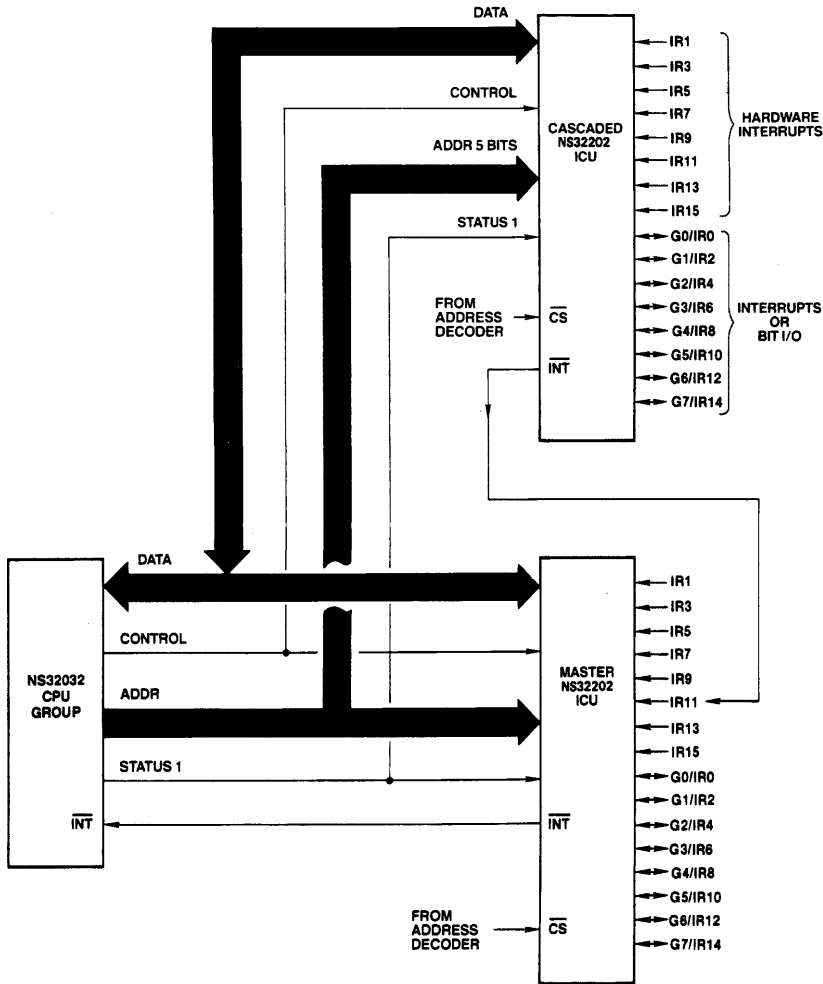 DATA
CONTROL
ADDR 5 BITS
STATUS 1
FROM
ADDRESS
DECODER
CS
INT
CASCADED
NS32202
ICU
IR1
IR3
IR5
IR7
IR9
IR11
IR13
IR15
G0/IR0
G1/IR2
G2/IR4
G3/IR6
G4/IR8
G5/IR10
G6/IR12
G7/IR14
HARDWARE
INTERRUPTS
INTERRUPTS
OR
BIT I/O
NS32032
CPU
GROUP
INT
DATA
CONTROL
ADDR
STATUS 1
MASTER
NS32202
ICU
INT
FROM
ADDRESS
DECODER
CS
IR1
IR3
IR5
IR7
IR9
IR11
IR13
IR15
G0/IR0
G1/IR2
G2/IR4
G3/IR6
G4/IR8
G5/IR10
G6/IR12
G7/IR14